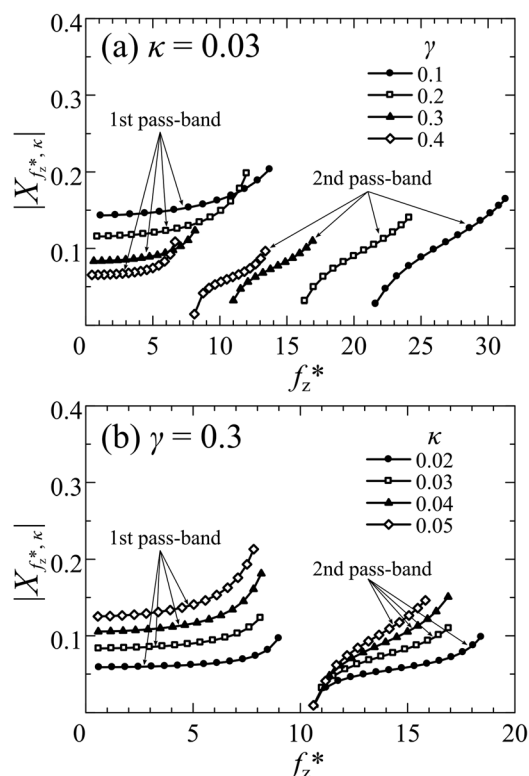 0.4
(a) κ = 0.03
γ
0.1
0.2
0.3
0.4
0.3
1st pass-band
0.2
2nd pass-band
0.1
0
|X_{f_z*, κ}|
0 5 10 15 20 25 30
f_z*
0.4
(b) γ = 0.3
κ
0.02
0.03
0.04
0.05
0.3
0.2
1st pass-band
2nd pass-band
0.1
0
|X_{f_z*, κ}|
0 5 10 15 20
f_z*